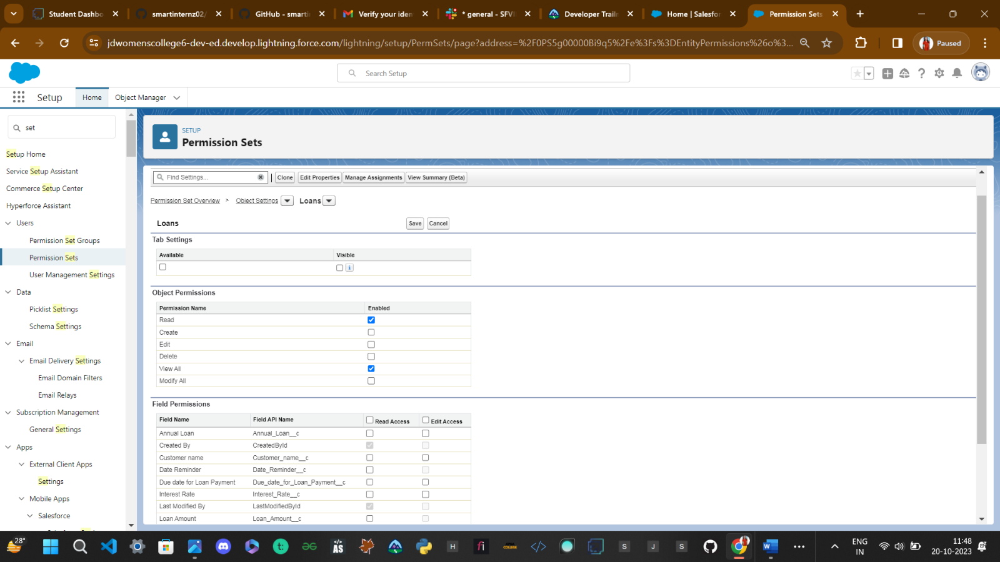 Student Dashbo
smartinternz02/
GitHub - smarti
Verify your iden
* general - SFVI
Developer Trailm
Home | Salesfor
Permission Sets
jdwomenscollege6-dev-ed.develop.lightning.force.com/lightning/setup/PermSets/page?address=%2F0PS5g00000Bi9q5%2Fe%3Fs%3DEntityPermissions%26o%3...
Paused
Search Setup
Setup
Home
Object Manager
set
Setup Home
Service Setup Assistant
Commerce Setup Center
Hyperforce Assistant
Users
Permission Set Groups
Permission Sets
User Management Settings
Data
Picklist Settings
Schema Settings
Email
Email Delivery Settings
Email Domain Filters
Email Relays
Subscription Management
General Settings
Apps
External Client Apps
Settings
Mobile Apps
Salesforce
SETUP
Permission Sets
Find Settings...
Clone
Edit Properties
Manage Assignments
View Summary (Beta)
Permission Set Overview > Object Settings Loans
Loans
Save
Cancel
Tab Settings
Available Visible
Object Permissions
Permission Name Enabled
Read
Create
Edit
Delete
View All
Modify All
Field Permissions
Field Name Field API Name Read Access Edit Access
Annual Loan Annual_Loan__c
Created By CreatedById
Customer name Customer_name__c
Date Reminder Date_Reminder__c
Due date for Loan Payment Due_date_for_Loan_Payment__c
Interest Rate Interest_Rate__c
Last Modified By LastModifiedById
Loan Amount Loan_Amount__c
28°
ENG
IN
11:48
20-10-2023